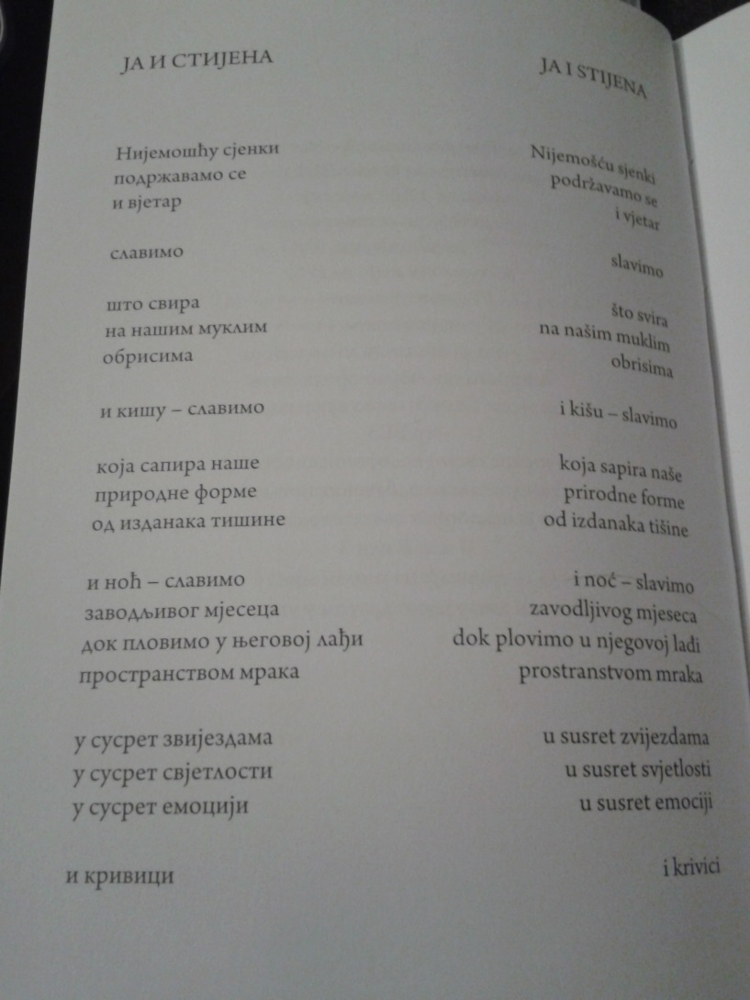 ЈА И СТИЈЕНА
Нијемошћу сјенки
подржавамо се
и вјетар
славимо
што свира
на нашим муклим
обрисима
и кишу – славимо
која сапира наше
природне форме
од изданака тишине
и ноћ – славимо
заводљивог мјесеца
док пловимо у његовој лађи
пространством мрака
у сусрет звијездама
у сусрет свјетлости
у сусрет емоцији
и кривици
JA I STIJENA
Nijemošću sjenki
podržavamo se
i vjetar
slavimo
što svira
na našim muklim
obrisima
i kišu – slavimo
koja sapira naše
prirodne forme
od izdanaka tišine
i noć – slavimo
zavodljivog mjeseca
dok plovimo u njegovoj lađi
prostranstvom mraka
u susret zvijezdama
u susret svjetlosti
u susret emociji
i krivici